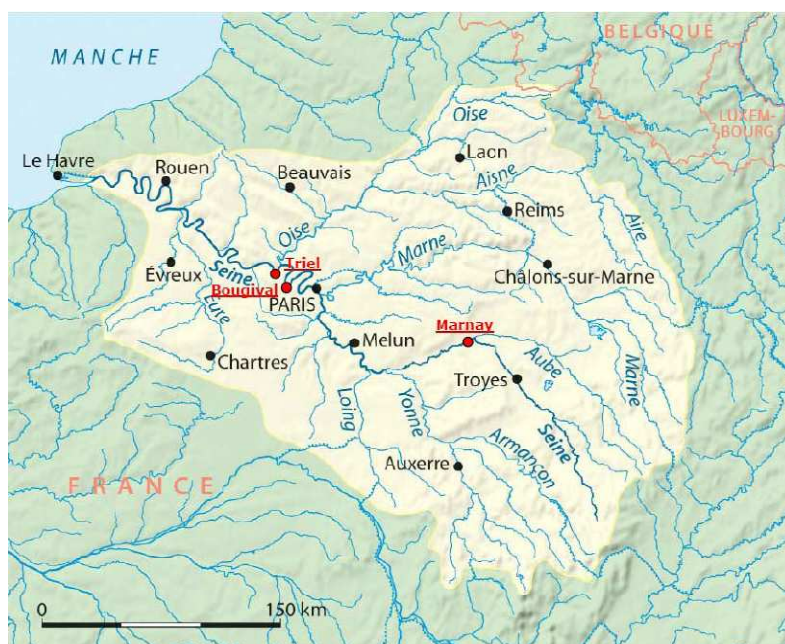 MANCHE
BELGIQUE
LUXEM-
BOURG
Oise
Laon
Aisne
Le Havre
Rouen
Beauvais
Reims
Aire
Oise
Marne
Triel
Seine
Évreux
Bougival
PARIS
Châlons-sur-Marne
Eure
Marnay
Melun
Aube
Marne
Chartres
Troyes
Loing
Yonne
Seine
Armançon
Auxerre
FRANCE
0
150 km